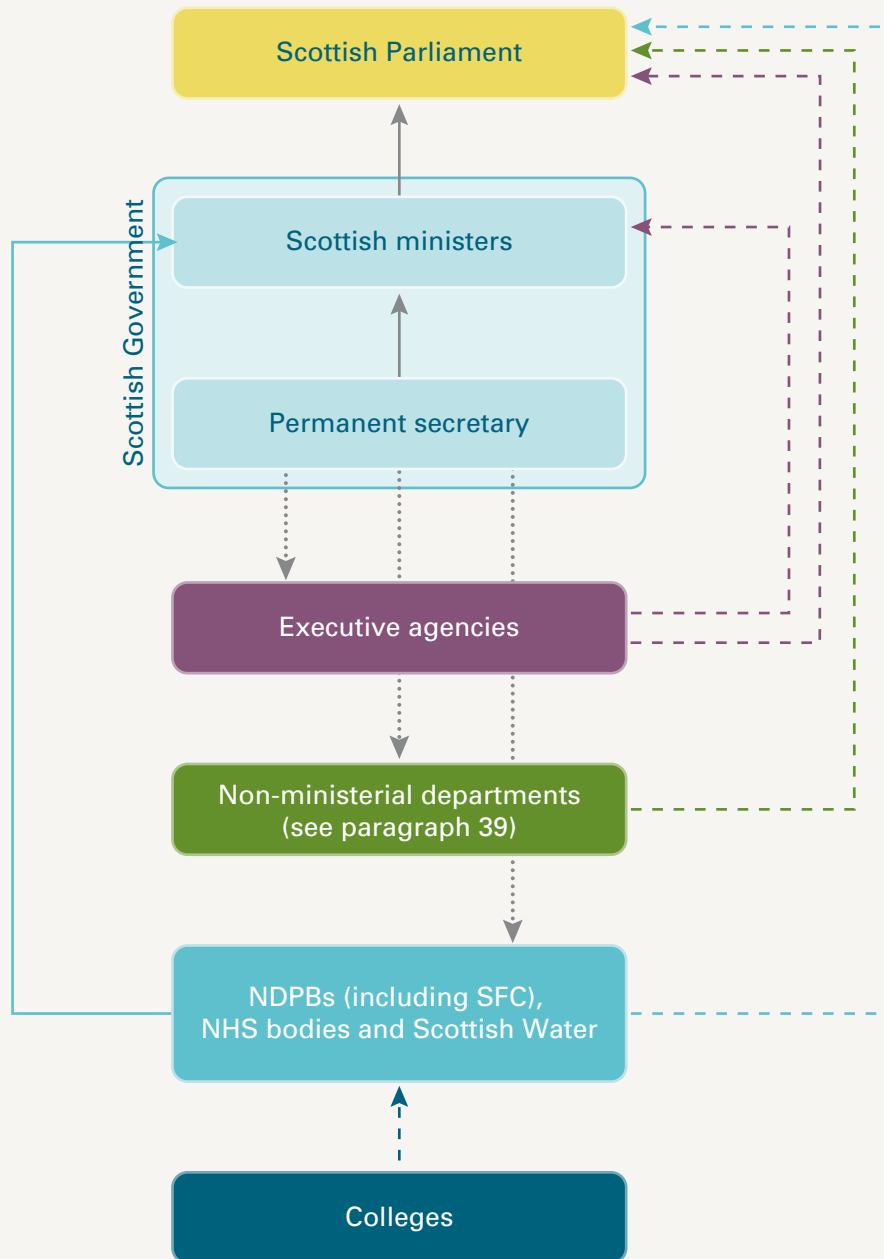 Scottish Parliament
Scottish Government
Scottish ministers
Permanent secretary
Executive agencies
Non-ministerial departments
(see paragraph 39)
NDPBs (including SFC),
NHS bodies and Scottish Water
Colleges